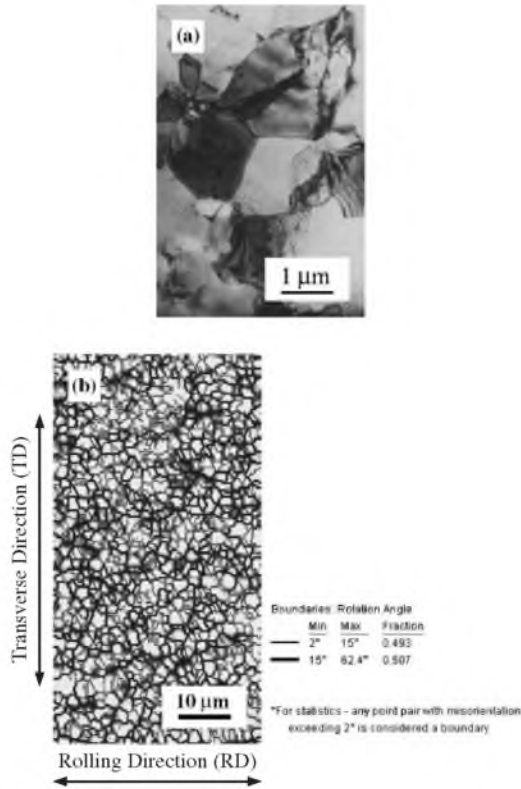 (a)
1 µm
(b)
Transverse Direction (TD)
10 µm
Rolling Direction (RD)
Boundaries: Rotation Angle
Min Max Fraction
2° 15° 0.493
15° 62.4° 0.507
*For statistics - any point pair with misorientation
exceeding 2° is considered a boundary